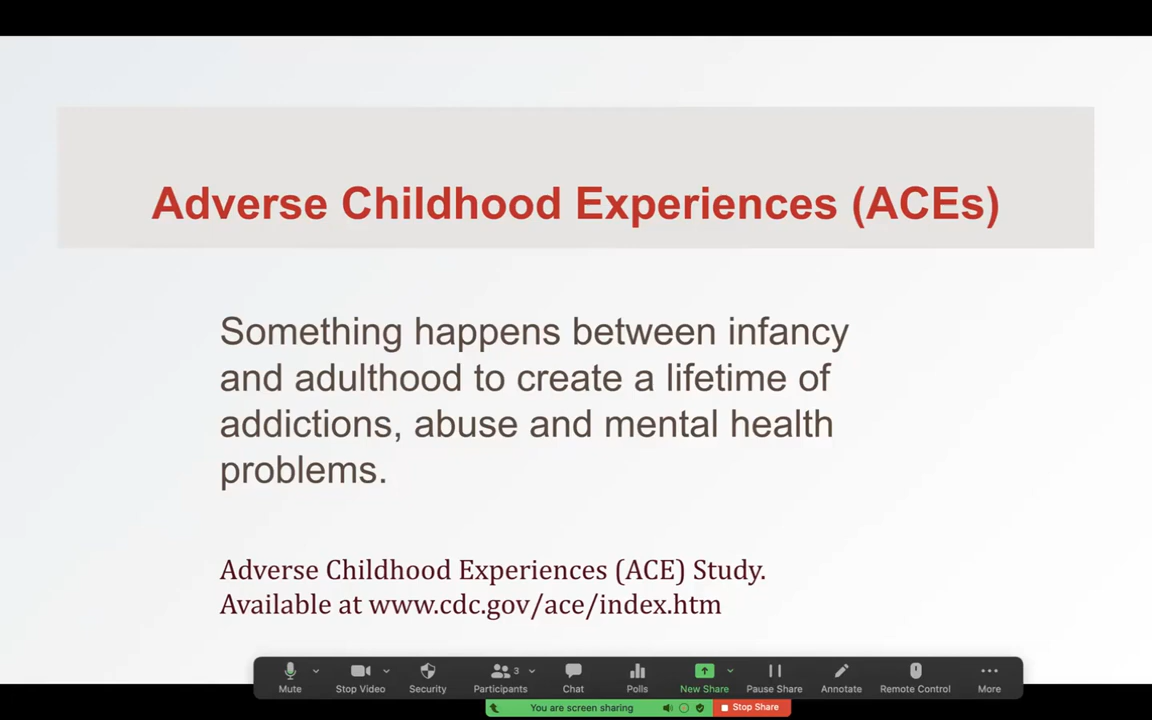 Adverse Childhood Experiences (ACEs)
Something happens between infancy
and adulthood to create a lifetime of
addictions, abuse and mental health
problems.
Adverse Childhood Experiences (ACE) Study.
Available at www.cdc.gov/ace/index.htm
3
Mute Stop Video Security Participants Chat Polls New Share Pause Share Annotate Remote Control More
You are screen sharing Stop Share